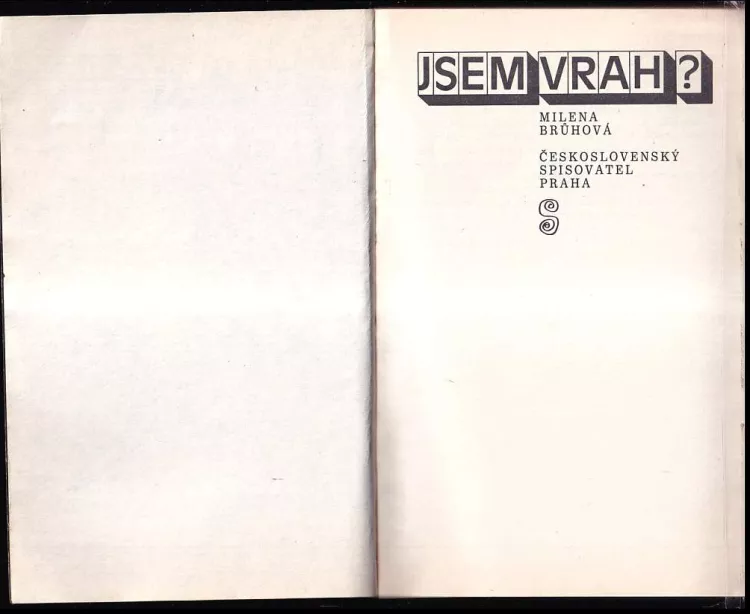 JSEM VRAH?
MILENA
BRŮHOVÁ
ČESKOSLOVENSKÝ
SPISOVATEL
PRAHA
S